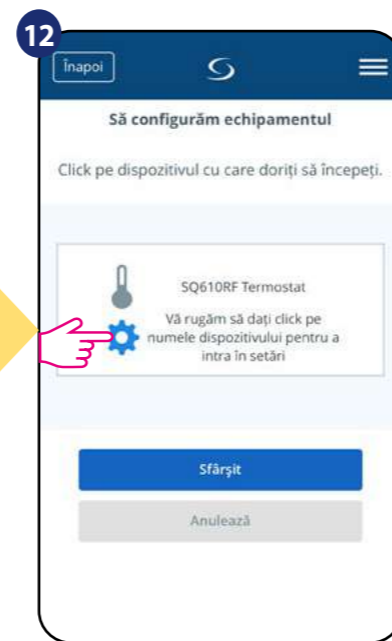 12
Înapoi
Să configurăm echipamentul
Click pe dispozitivul cu care doriți să începeți.
SQ610RF Termostat
Vă rugăm să dați click pe
numele dispozitivului pentru a
intra în setări
Sfârșit
Anulează